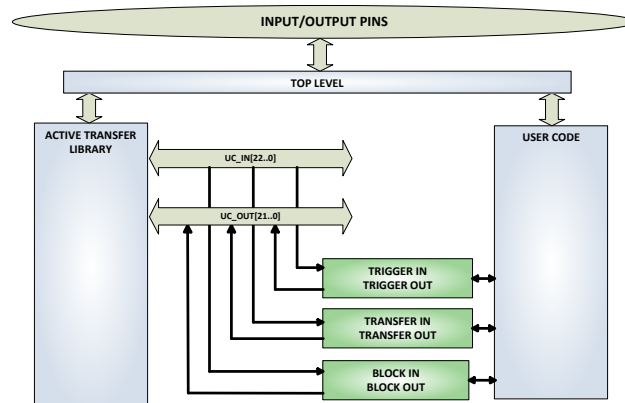 INPUT/OUTPUT PINS
TOP LEVEL
ACTIVE TRANSFER
LIBRARY
USER CODE
UC_IN[22..0]
UC_OUT[21..0]
TRIGGER IN
TRIGGER OUT
TRANSFER IN
TRANSFER OUT
BLOCK IN
BLOCK OUT